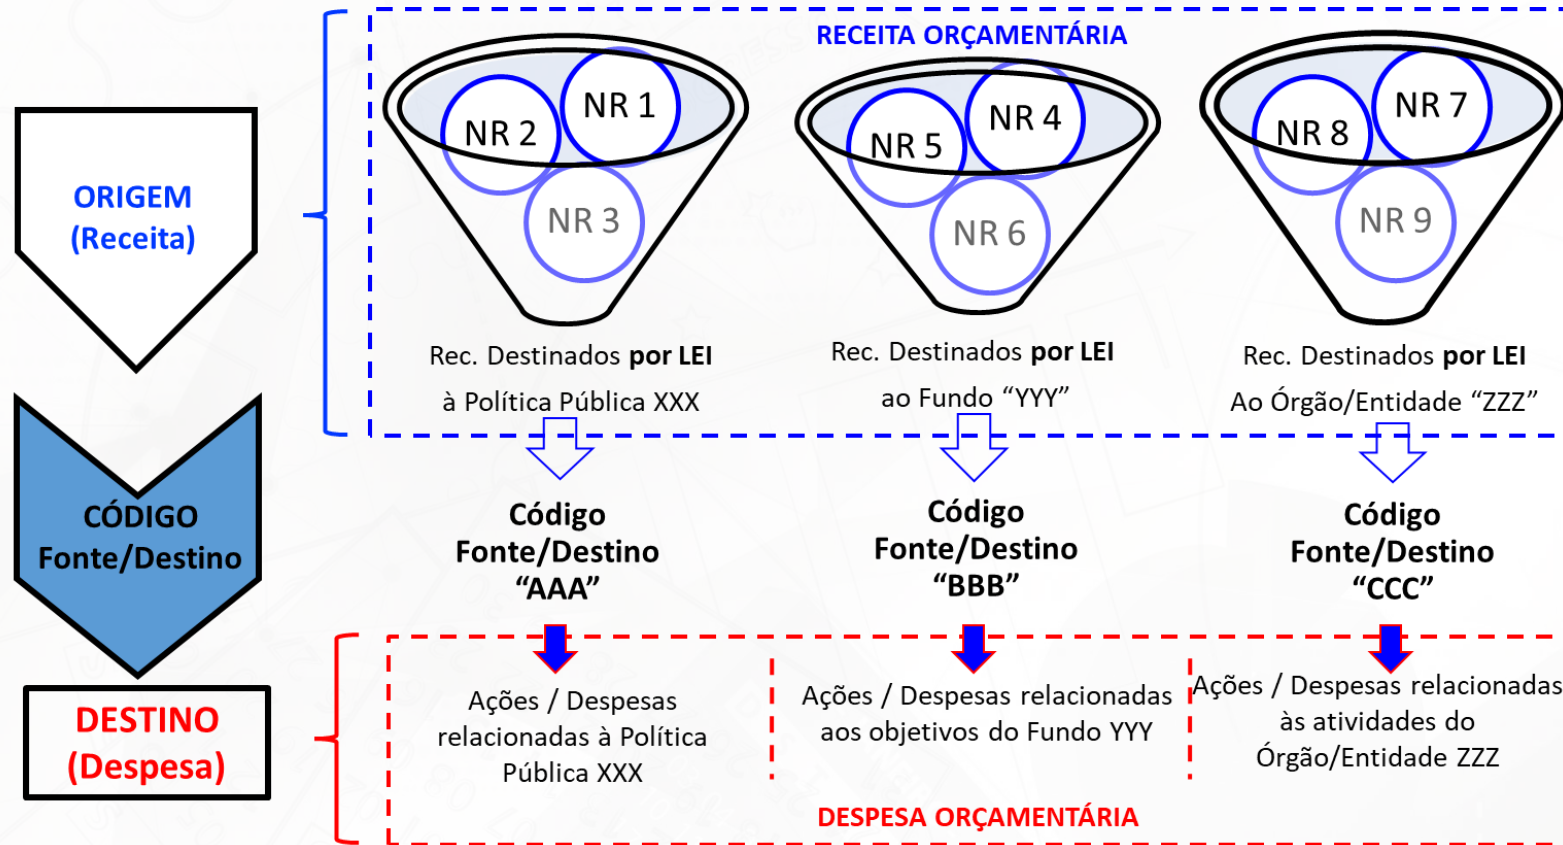 RECEITA ORÇAMENTÁRIA
ORIGEM
(Receita)
NR 1
NR 2
NR 3
Rec. Destinados por LEI
à Política Pública XXX
NR 4
NR 5
NR 6
Rec. Destinados por LEI
ao Fundo “YYY”
NR 7
NR 8
NR 9
Rec. Destinados por LEI
Ao Órgão/Entidade “ZZZ”
CÓDIGO
Fonte/Destino
Código
Fonte/Destino
“AAA”
Código
Fonte/Destino
“BBB”
Código
Fonte/Destino
“CCC”
DESTINO
(Despesa)
Ações / Despesas
relacionadas à Política
Pública XXX
Ações / Despesas relacionadas
aos objetivos do Fundo YYY
Ações / Despesas relacionadas
às atividades do
Órgão/Entidade ZZZ
DESPESA ORÇAMENTÁRIA